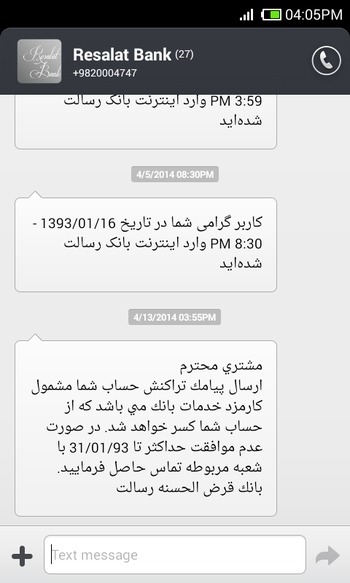 04:05PM
Resalat Bank (27)
+9820004747
3:59 PM وارد اینترنت بانک رسالت
شده‌اید
4/5/2014 08:30PM
کاربر گرامی شما در تاریخ 1393/01/16 -
8:30 PM وارد اینترنت بانک رسالت
شده‌اید
4/13/2014 03:55PM
مشتري محترم
ارسال پيامك تراكنش حساب شما مشمول
كارمزد خدمات بانك مي باشد كه از
حساب شما كسر خواهد شد. در صورت
عدم موافقت حداكثر تا 31/01/93 با
شعبه مربوطه تماس حاصل فرماييد.
بانك قرض الحسنه رسالت
Text message